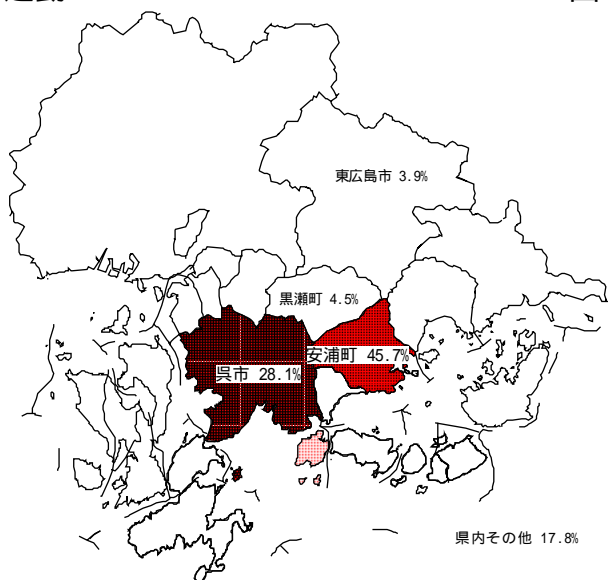 東広島市 3.9%
黒瀬町 4.5%
安浦町 45.7%
呉市 28.1%
県内その他 17.8%